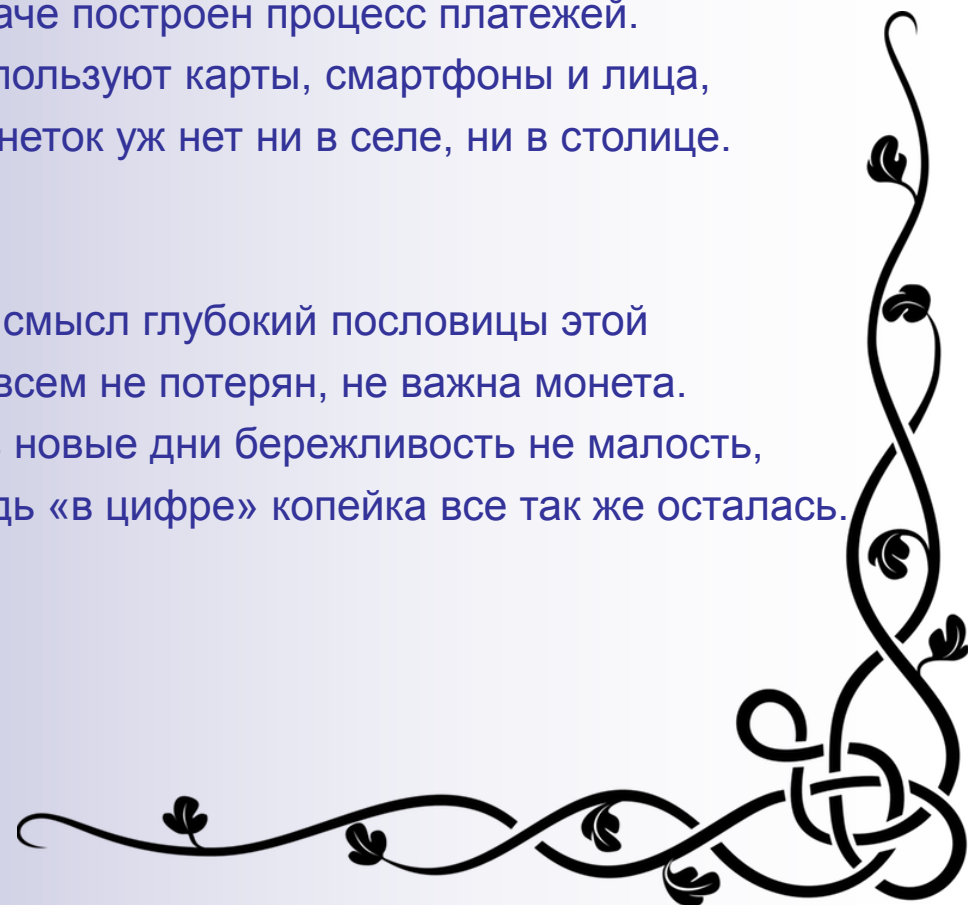 аче построен процесс платежей.
пользуют карты, смартфоны и лица,
неток уж нет ни в селе, ни в столице.
смысл глубокий пословицы этой
всем не потерян, не важна монета.
новые дни бережливость не малость,
дь «в цифре» копейка все так же осталась.